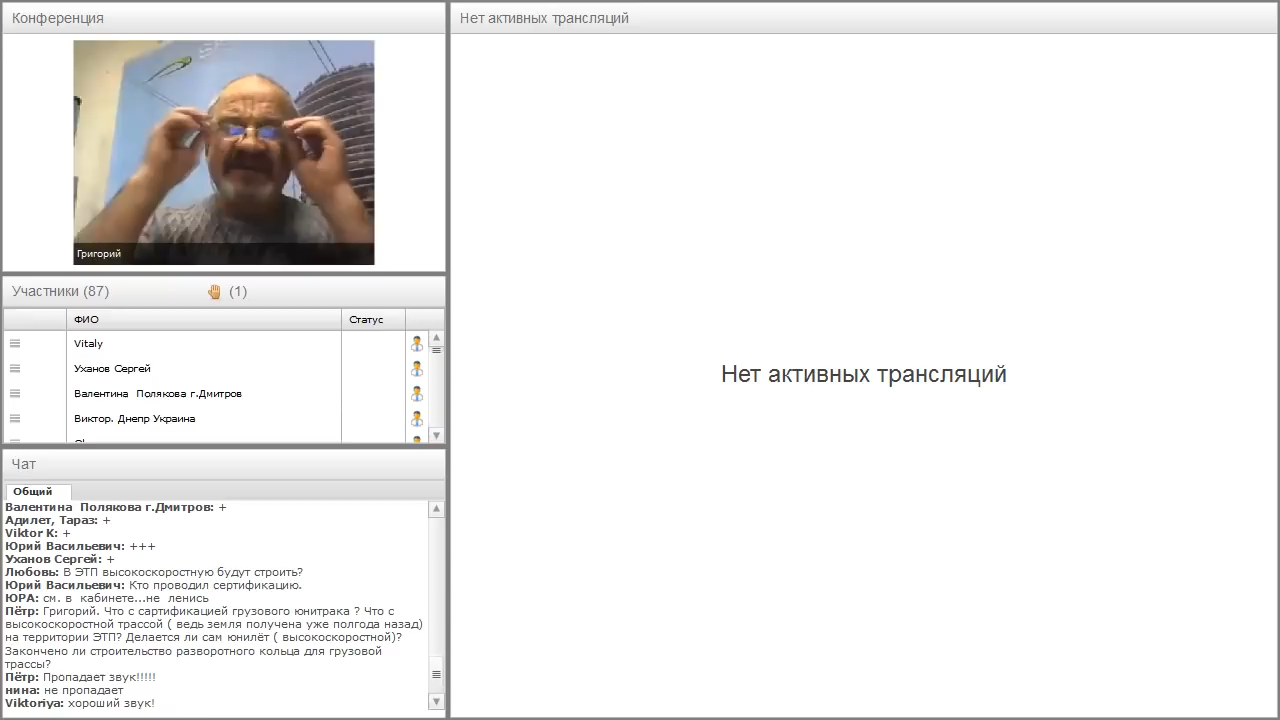 Конференция
Нет активных трансляций
Григорий
Участники (87) (1)
ФИО Статус
Vitaly
Уханов Сергей
Валентина Полякова г.Дмитров
Виктор. Днепр Украина
Чат
Общий
Валентина Полякова г.Дмитров: +
Адилет, Тараз: +
Viktor K: +
Юрий Васильевич: +++
Уханов Сергей: +
Любовь: В ЭТП высокоскоростную будут строить?
Юрий Васильевич: Кто проводил сертификацию.
ЮРА: см. в кабинете...не ленись
Пётр: Григорий. Что с сартификацией грузового юнитрака ? Что с
высокоскоростной трассой ( ведь земля получена уже полгода назад)
на территории ЭТП? Делается ли сам юнилёт ( высокоскоростной)?
Закончено ли строительство разворотного кольца для грузовой
трассы?
Пётр: Пропадает звук!!!!!
нина: не пропадает
Viktoriya: хороший звук!
Нет активных трансляций